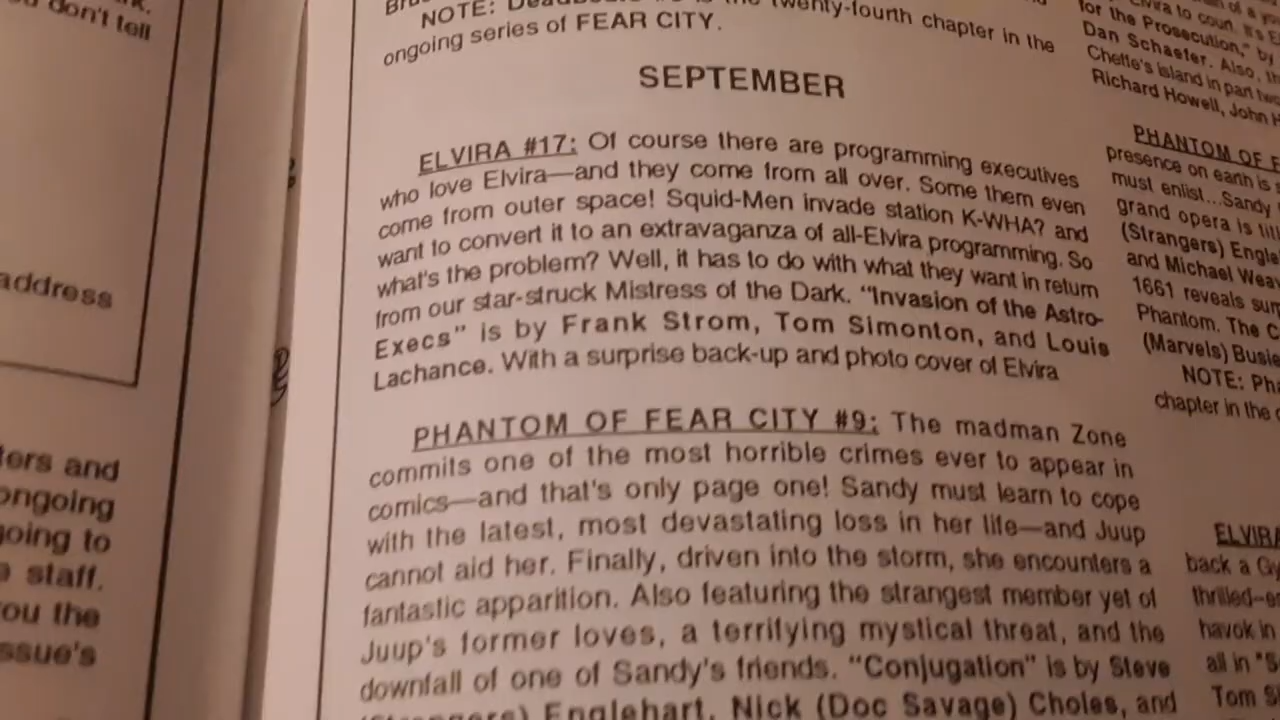 don't tell
address
ers and
ongoing
going to
staff.
you the
issue's
NOTE: the twenty-fourth chapter in the
ongoing series of FEAR CITY.
SEPTEMBER
ELVIRA #17: Of course there are programming executives
who love Elvira—and they come from all over. Some them even
come from outer space! Squid-Men invade station K-WHA? and
want to convert it to an extravaganza of all-Elvira programming. So
what's the problem? Well, it has to do with what they want in return
from our star-struck Mistress of the Dark. "Invasion of the Astro-
Execs" is by Frank Strom, Tom Simonton, and Louis
Lachance. With a surprise back-up and photo cover of Elvira
PHANTOM OF FEAR CITY #9: The madman Zone
commits one of the most horrible crimes ever to appear in
comics—and that's only page one! Sandy must learn to cope
with the latest, most devastating loss in her life—and Juup
cannot aid her. Finally, driven into the storm, she encounters a
fantastic apparition. Also featuring the strangest member yet of
Juup's former loves, a terrifying mystical threat, and the
downfall of one of Sandy's friends. "Conjugation" is by Steve
(Strangers) Englehart, Nick (Doc Savage) Choles, and
for the Prosecution," by
Dan Schaefer. Also,
Cheffe's island in part two
Richard Howell, John
PHANTOM OF
presence on earth is
must enlist...Sandy
grand opera is
(Strangers)
and Michael
1661 reveals
Phantom. The
(Marvels)
NOTE:
chapter in the
ELVIRA
back a
havok in
all in
Tom